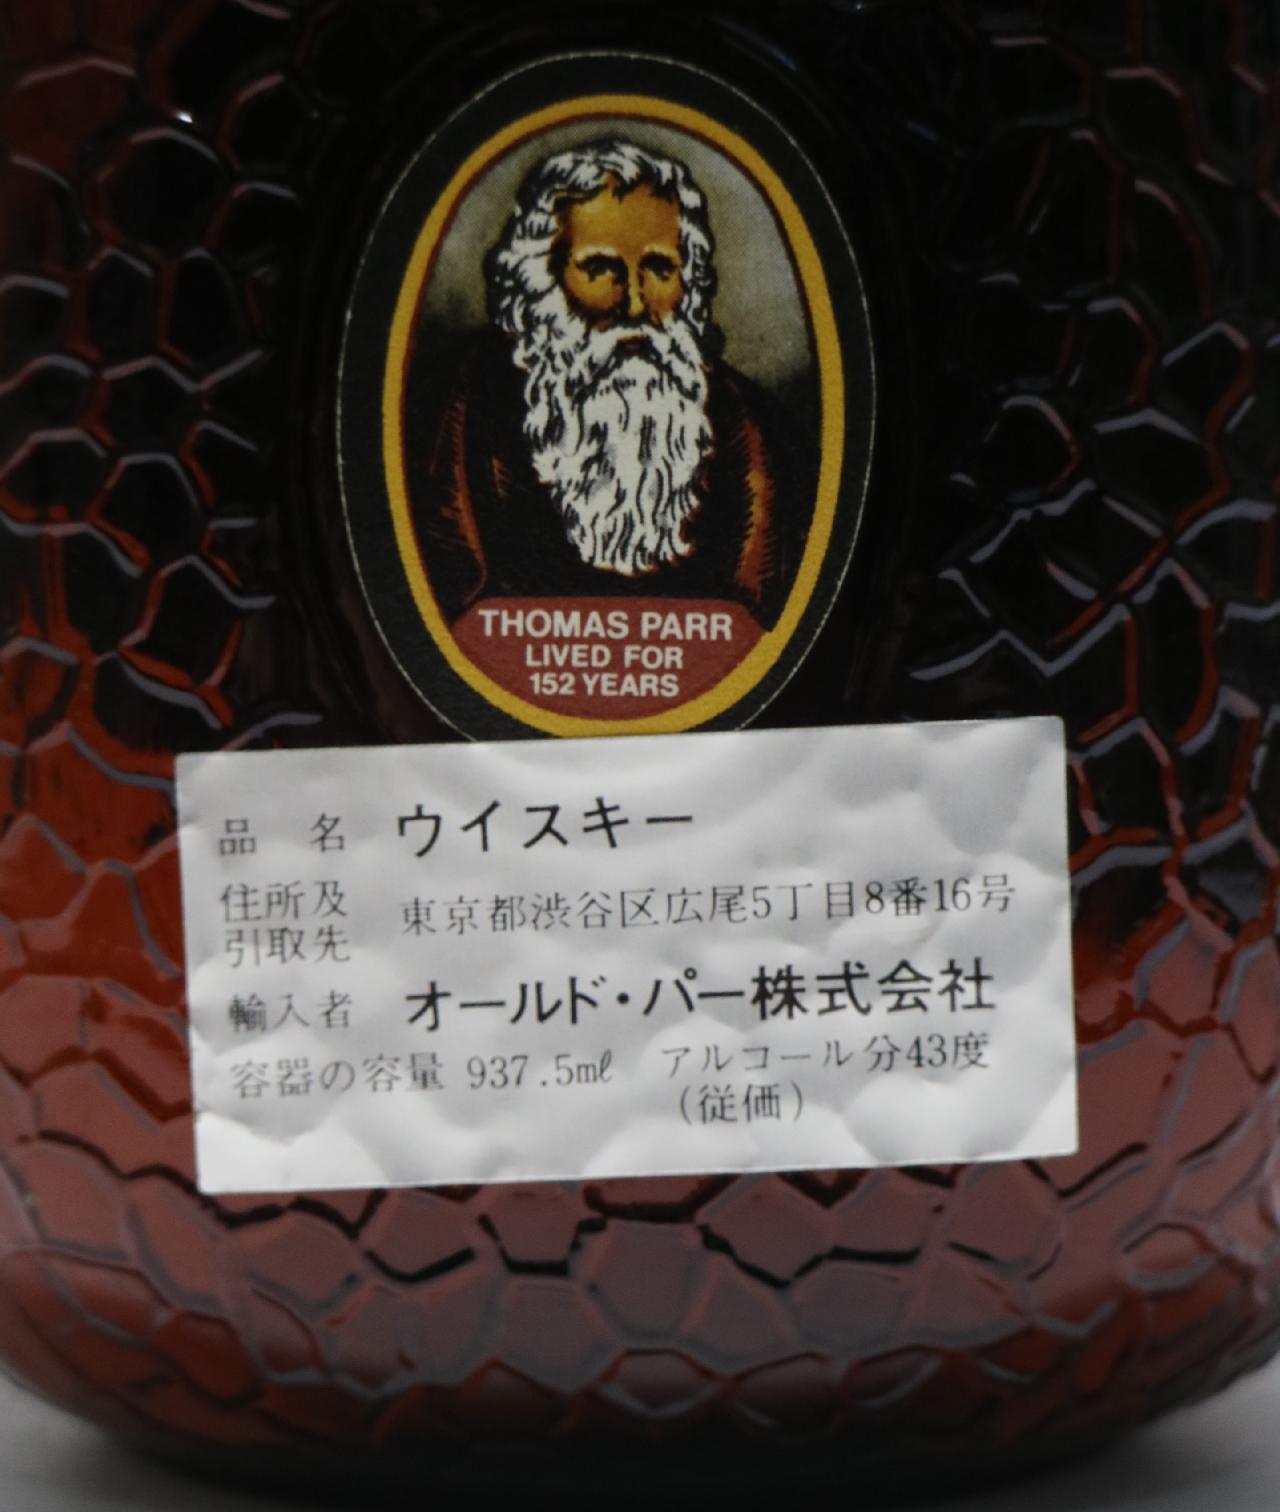 THOMAS PARR
LIVED FOR
152 YEARS
品　名　ウイスキー
住所及
引取先　東京都渋谷区広尾5丁目8番16号
輸入者　オールド・パー株式会社
容器の容量 937.5mℓ　アルコール分43度
(従価)